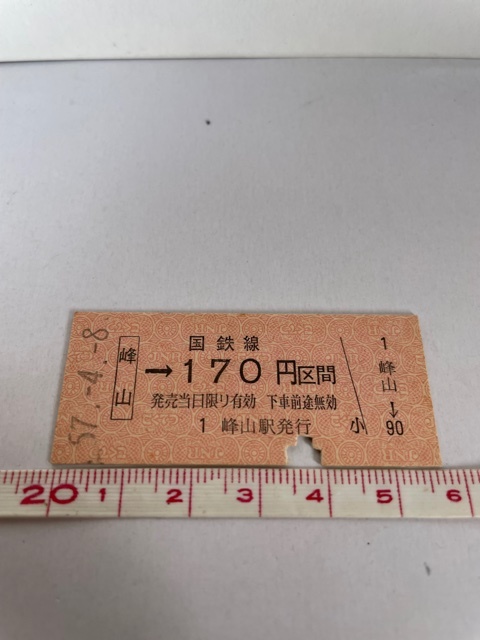 57.-4.-8
峰山
国鉄線
→170円区間
発売当日限り有効 下車前途無効
1 峰山駅発行
小
1
峰山
↓
90
20 1 2 3 4 5 6